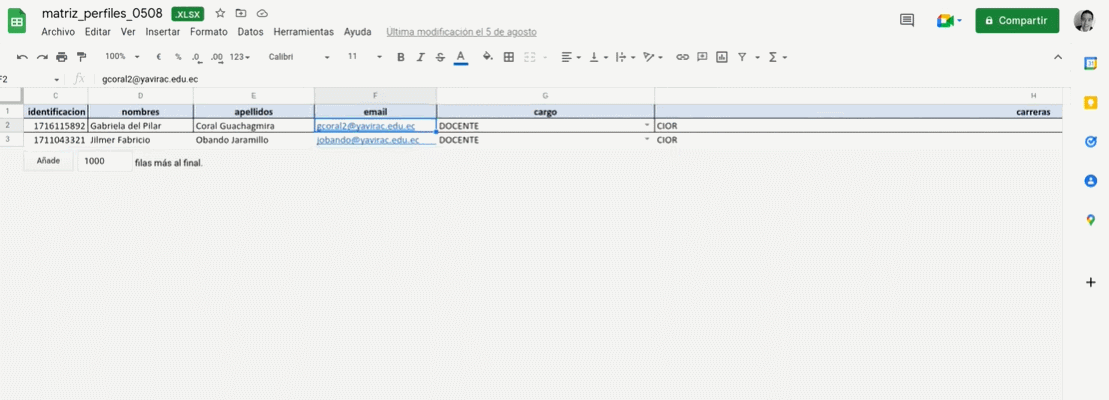 matriz_perfiles_0508 .XLSX
Archivo Editar Ver Insertar Formato Datos Herramientas Ayuda Última modificación el 5 de agosto
Compartir
100% € % .0 .00 123 Calibri 11 B I S A
F2 fx gcoral2@yavirac.edu.ec
C D E F G H
1 identificacion nombres apellidos email cargo carreras
2 1716115892 Gabriela del Pilar Coral Guachagmira gcoral2@yavirac.edu.ec DOCENTE CIOR
3 1711043321 Jilmer Fabricio Obando Jaramillo jobando@yavirac.edu.ec DOCENTE CIOR
Añade 1000 filas más al final.